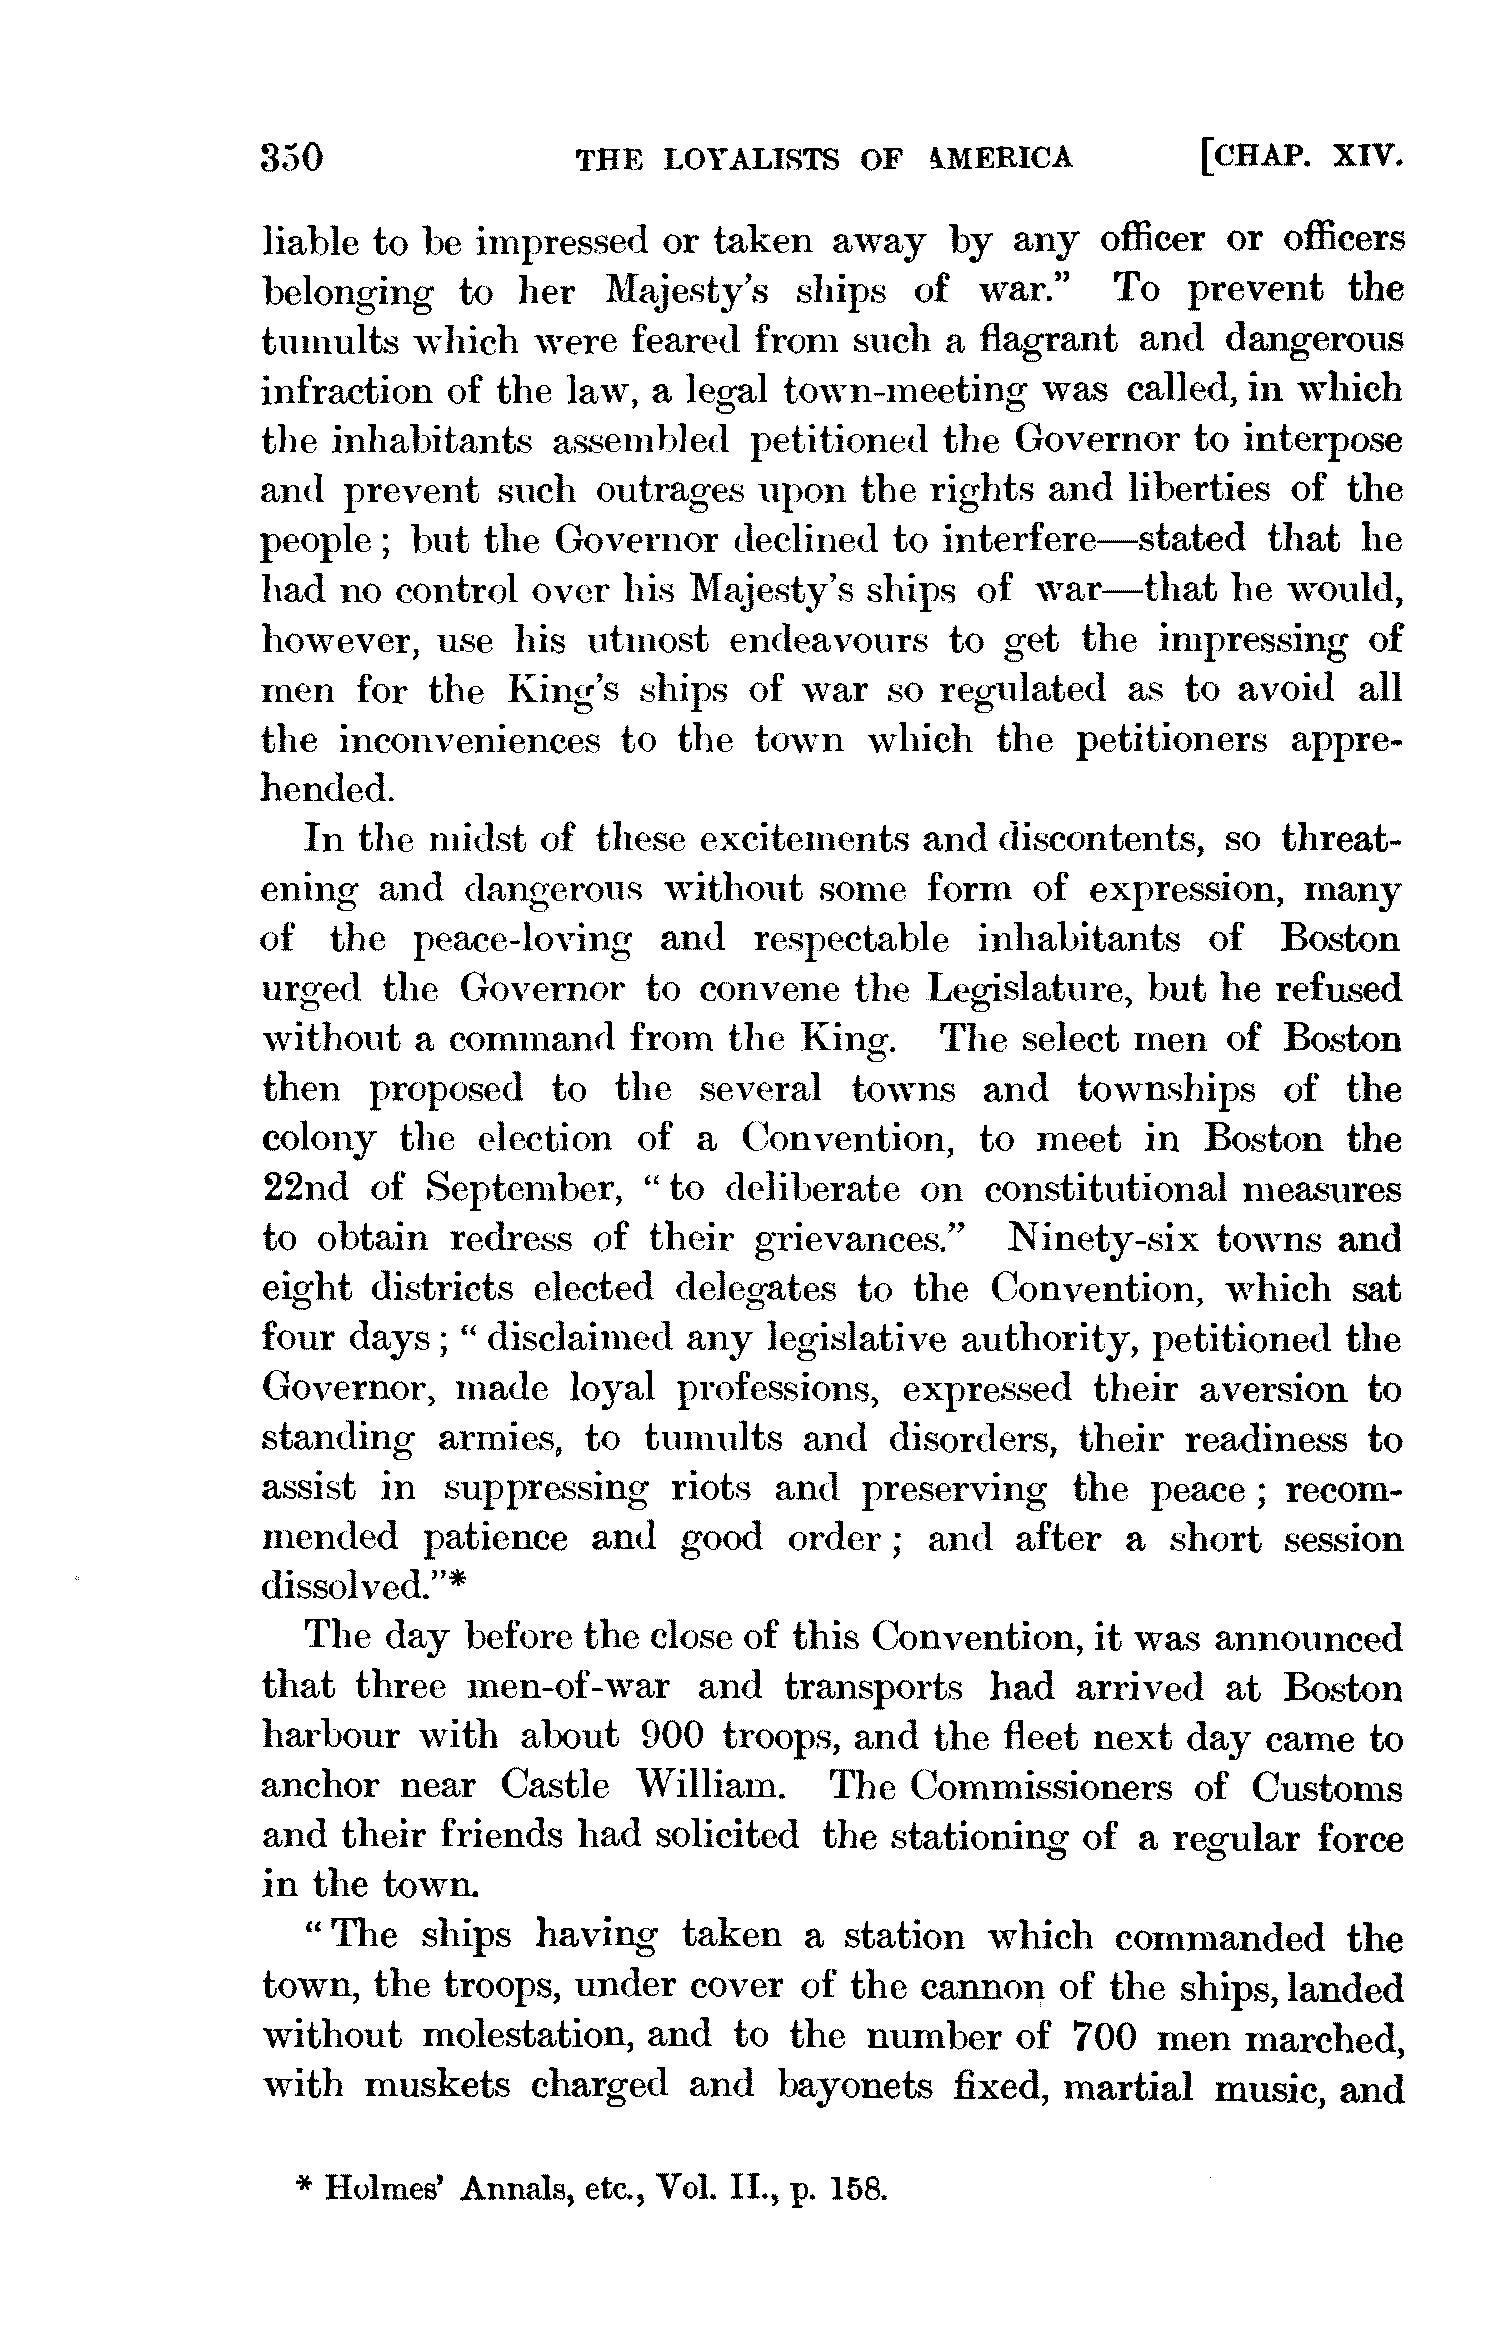 350 THE LOYALISTS OF AMERICA [CHAP. XIV.
liable to be impressed or taken away by any officer or officers
belonging to her Majesty's ships of war." To prevent the
tumults which were feared from such a flagrant and dangerous
infraction of the law, a legal town-meeting was called, in which
the inhabitants assembled petitioned the Governor to interpose
and prevent such outrages upon the rights and liberties of the
people; but the Governor declined to interfere—stated that he
had no control over his Majesty's ships of war—that he would,
however, use his utmost endeavours to get the impressing of
men for the King's ships of war so regulated as to avoid all
the inconveniences to the town which the petitioners appre-
hended.
In the midst of these excitements and discontents, so threat-
ening and dangerous without some form of expression, many
of the peace-loving and respectable inhabitants of Boston
urged the Governor to convene the Legislature, but he refused
without a command from the King. The select men of Boston
then proposed to the several towns and townships of the
colony the election of a Convention, to meet in Boston the
22nd of September, "to deliberate on constitutional measures
to obtain redress of their grievances." Ninety-six towns and
eight districts elected delegates to the Convention, which sat
four days; "disclaimed any legislative authority, petitioned the
Governor, made loyal professions, expressed their aversion to
standing armies, to tumults and disorders, their readiness to
assist in suppressing riots and preserving the peace; recom-
mended patience and good order; and after a short session
dissolved."*
The day before the close of this Convention, it was announced
that three men-of-war and transports had arrived at Boston
harbour with about 900 troops, and the fleet next day came to
anchor near Castle William. The Commissioners of Customs
and their friends had solicited the stationing of a regular force
in the town.
"The ships having taken a station which commanded the
town, the troops, under cover of the cannon of the ships, landed
without molestation, and to the number of 700 men marched,
with muskets charged and bayonets fixed, martial music, and
* Holmes' Annals, etc., Vol. II., p. 158.